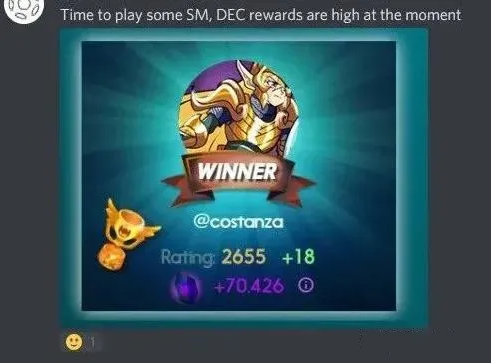 Time to play some SM, DEC rewards are high at the moment
WINNER
@costanza
Rating: 2655 +18
+70.426
1